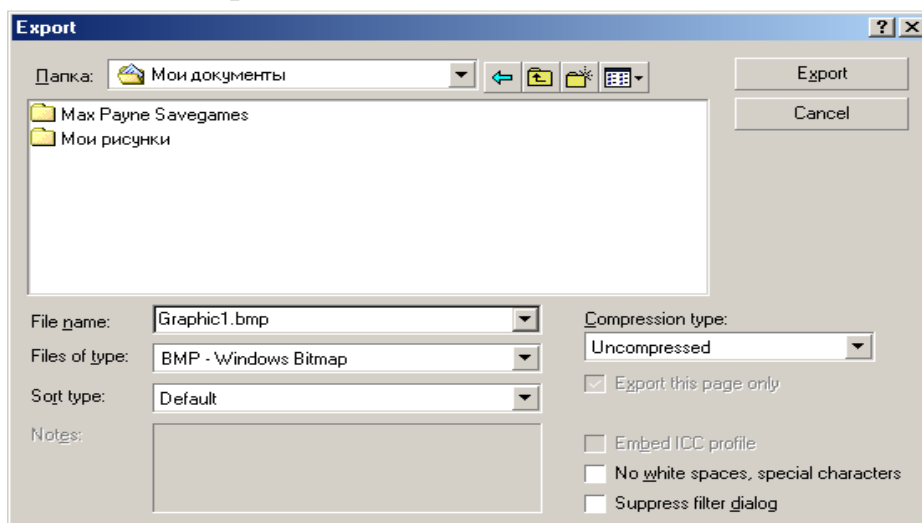 Export
Папка: Мои документы
Export
Max Payne Savegames
Cancel
Мои рисунки
File name: Graphic1.bmp
Compression type:
Files of type: BMP - Windows Bitmap
Uncompressed
Export this page only
Sort type: Default
Notes:
Embed ICC profile
No white spaces, special characters
Suppress filter dialog